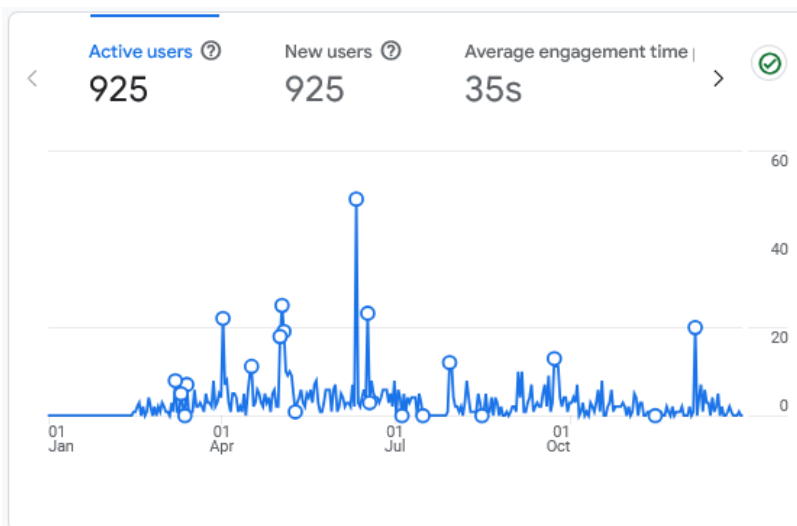 Active users New users Average engagement time
925 925 35s
60
40
20
0
01 01 01 01
Jan Apr Jul Oct